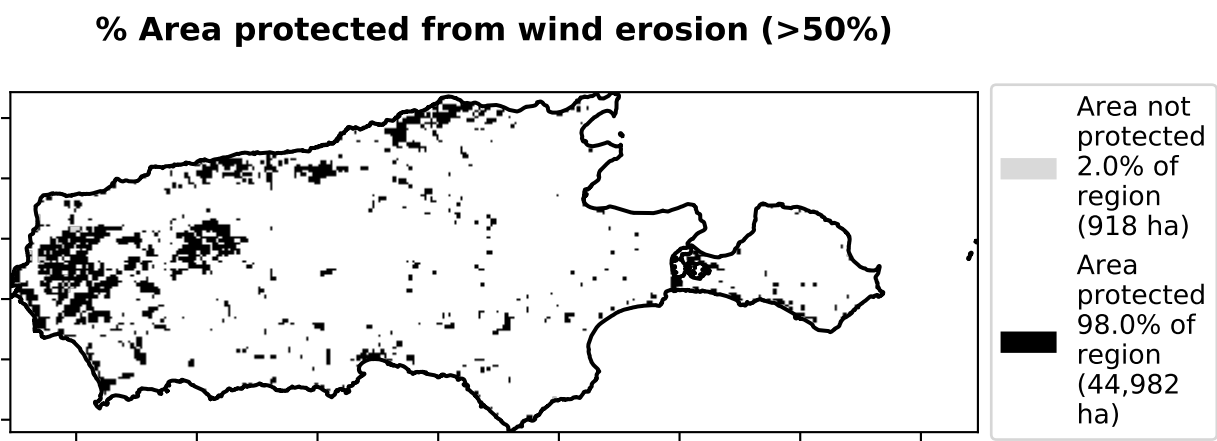 % Area protected from wind erosion (>50%)
Area not
protected
2.0% of
region
(918 ha)
Area
protected
98.0% of
region
(44,982
ha)